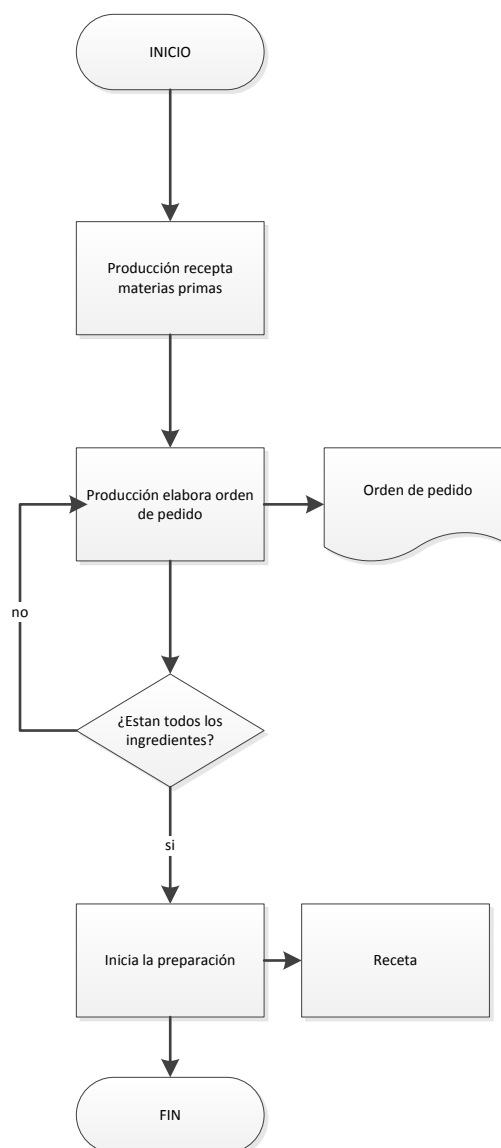 INICIO
Producción recepta
materias primas
Producción elabora orden
de pedido
Orden de pedido
no
¿Estan todos los
ingredientes?
si
Inicia la preparación
Receta
FIN